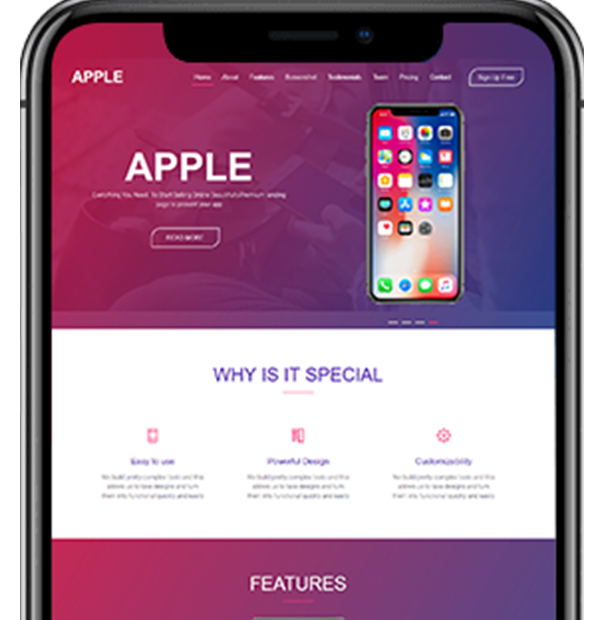 APPLE
Home About Features Screenshot Testimonials Team Pricing Contact Sign Up Free
APPLE
Everything You Need To Start Selling Online Beautifully
page to present your app
READ MORE
WHY IS IT SPECIAL
Easy to use Powerful Design Customizability
We build pretty complex tools and this We build pretty complex tools and this We build pretty complex tools and this
allows us to take designs and turn allows us to take designs and turn allows us to take designs and turn
them into functional quickly and easily them into functional quickly and easily them into functional quickly and easily
FEATURES